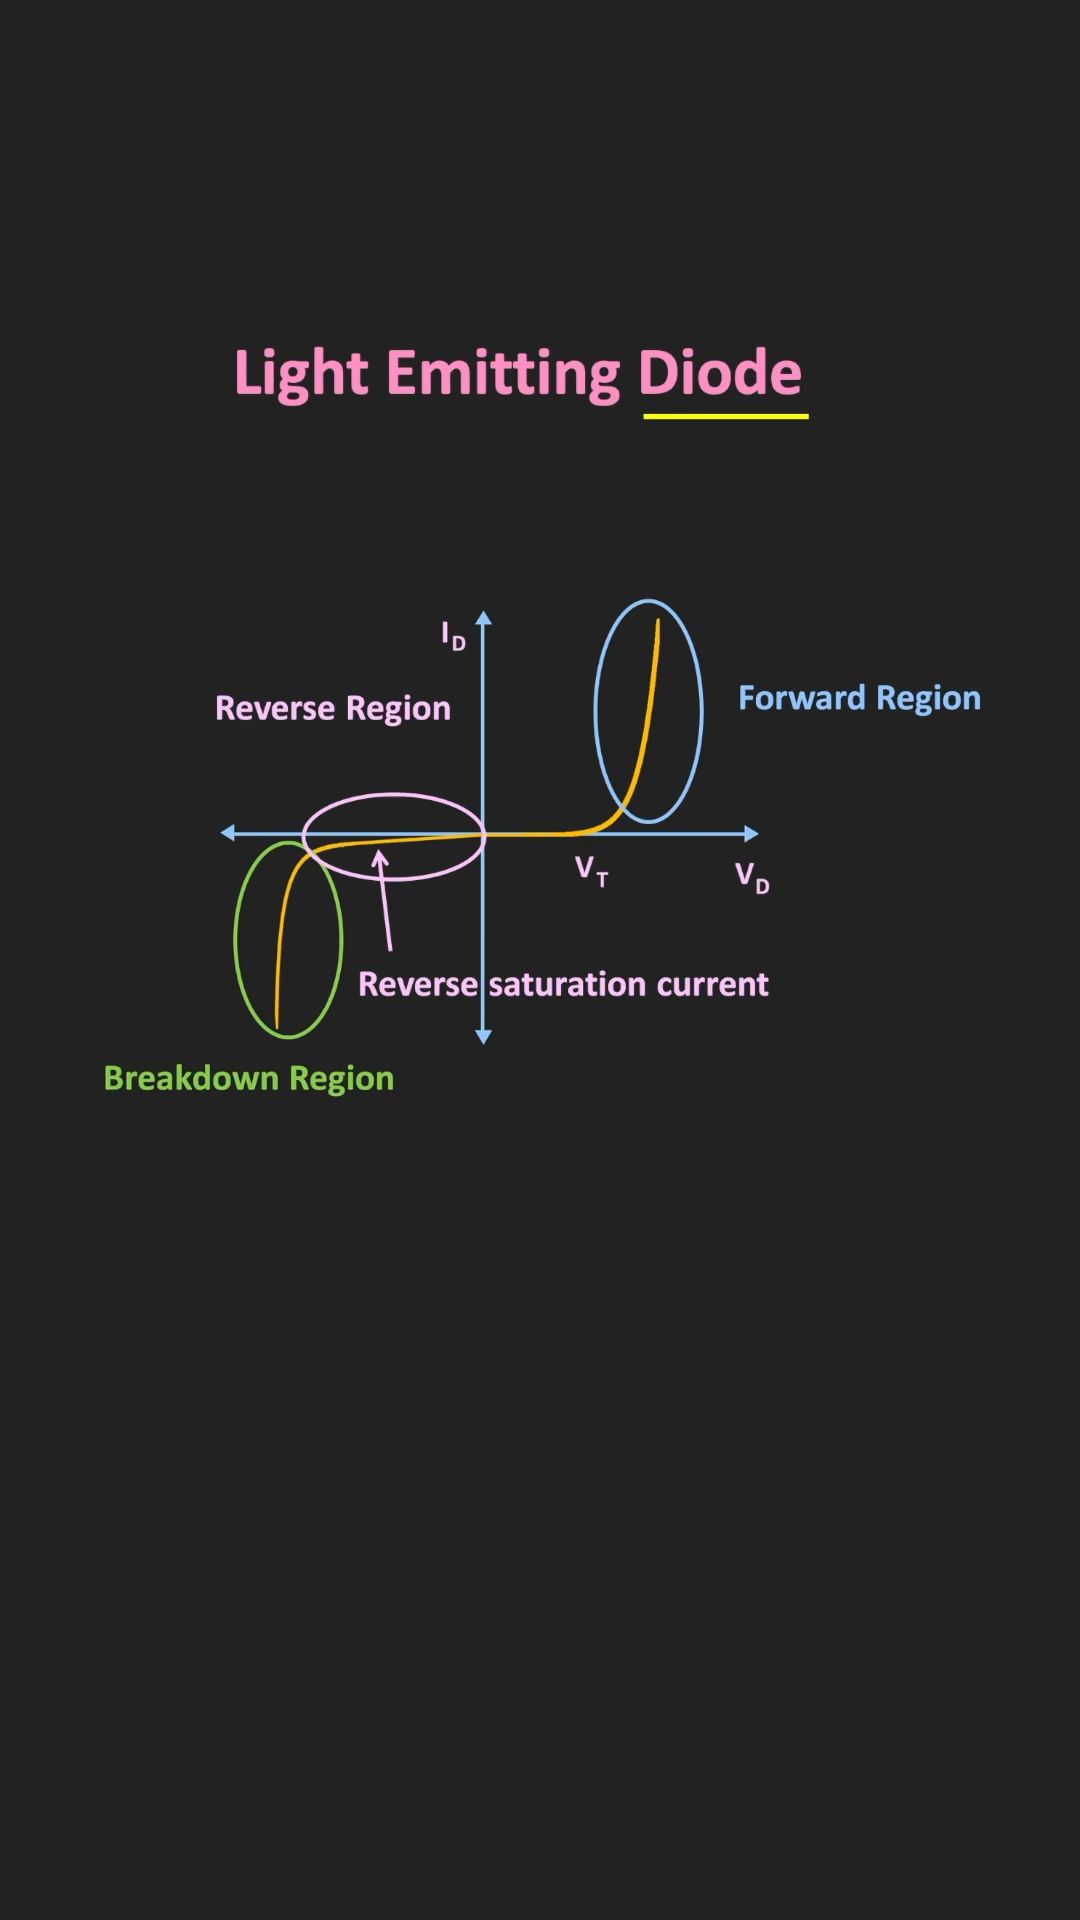 Light Emitting Diode
I_D
Reverse Region
Forward Region
V_T
V_D
Reverse saturation current
Breakdown Region